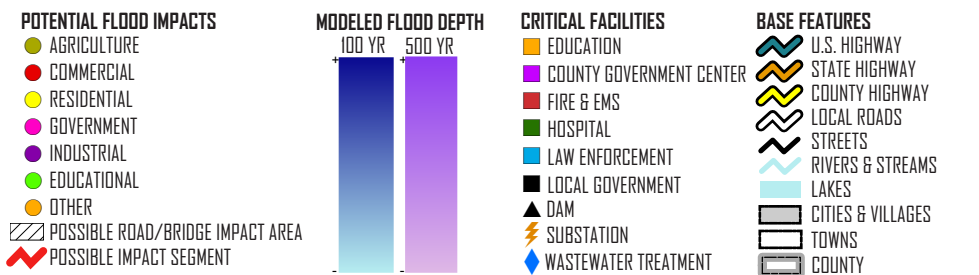 POTENTIAL FLOOD IMPACTS
AGRICULTURE
COMMERCIAL
RESIDENTIAL
GOVERNMENT
INDUSTRIAL
EDUCATIONAL
OTHER
POSSIBLE ROAD/BRIDGE IMPACT AREA
POSSIBLE IMPACT SEGMENT
MODELED FLOOD DEPTH
100 YR 500 YR
+ +
- -
CRITICAL FACILITIES
EDUCATION
COUNTY GOVERNMENT CENTER
FIRE & EMS
HOSPITAL
LAW ENFORCEMENT
LOCAL GOVERNMENT
DAM
SUBSTATION
WASTEWATER TREATMENT
BASE FEATURES
U.S. HIGHWAY
STATE HIGHWAY
COUNTY HIGHWAY
LOCAL ROADS
STREETS
RIVERS & STREAMS
LAKES
CITIES & VILLAGES
TOWNS
COUNTY